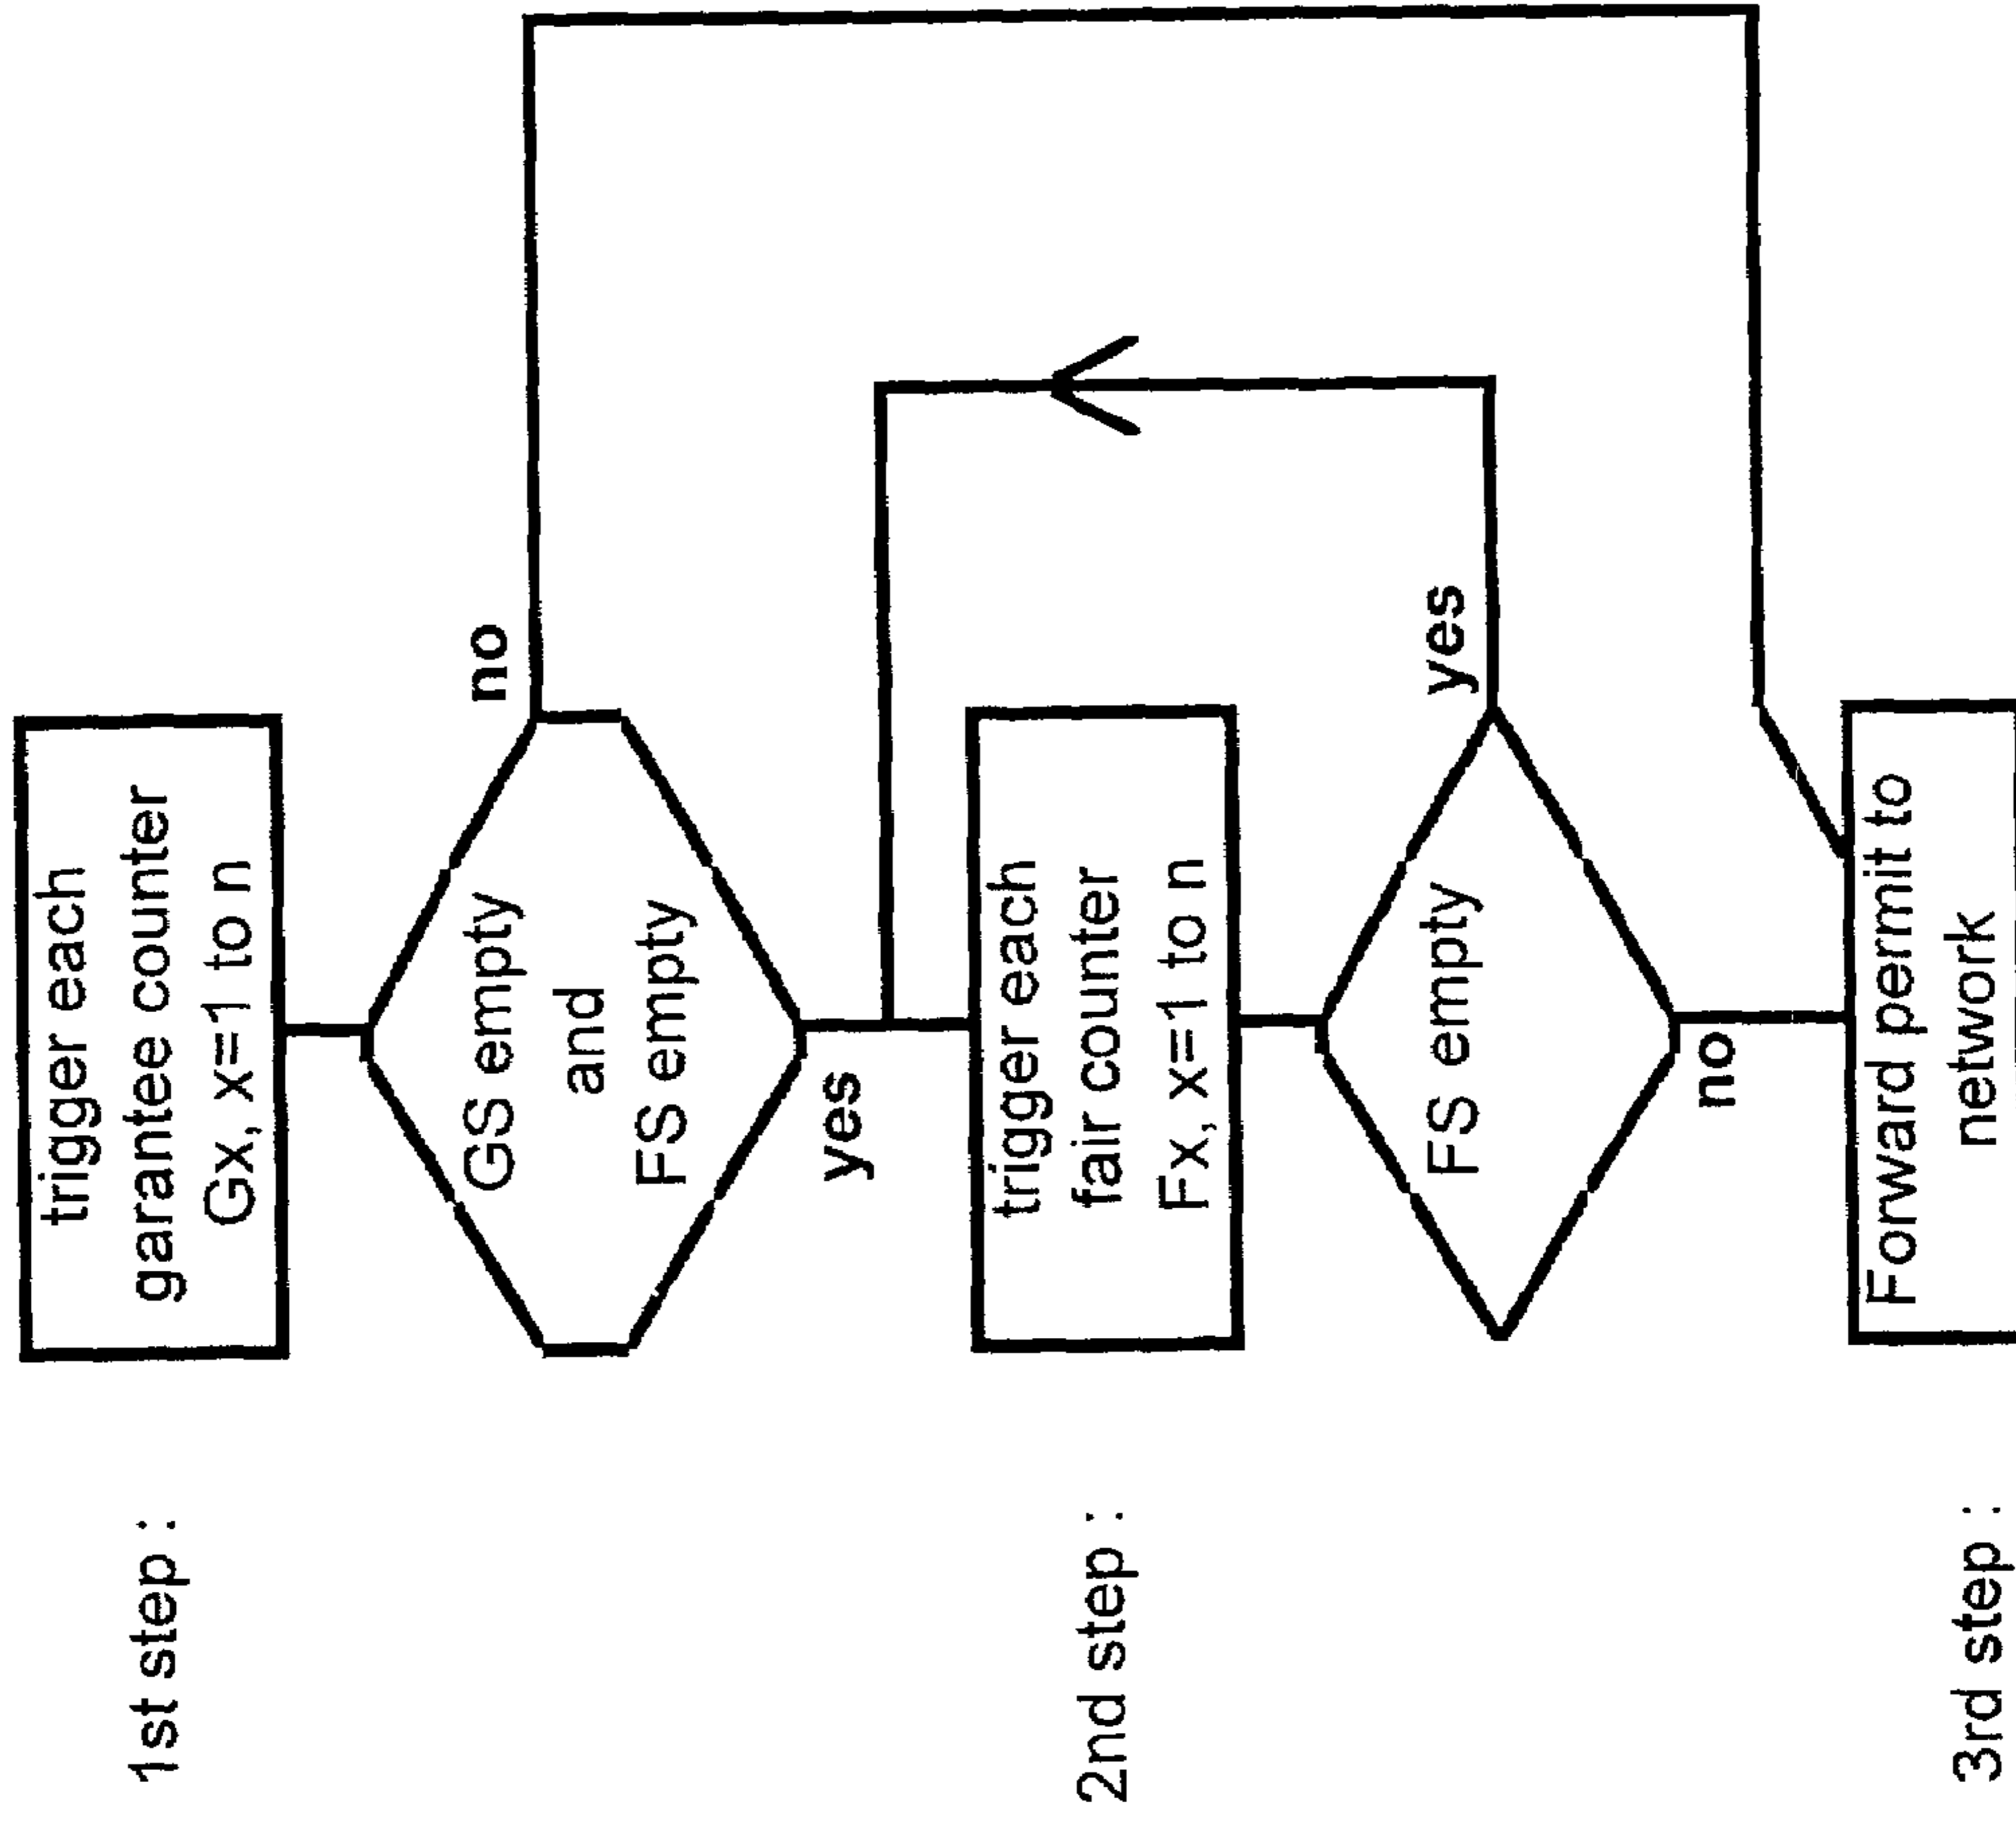 1st step :
trigger each
garantee counter
Gx, x=1 to n
GS empty
and
FS empty
no
yes
2nd step :
trigger each
fair counter
Fx, x=1 to n
FS empty
yes
no
3rd step :
Forward permit to
network